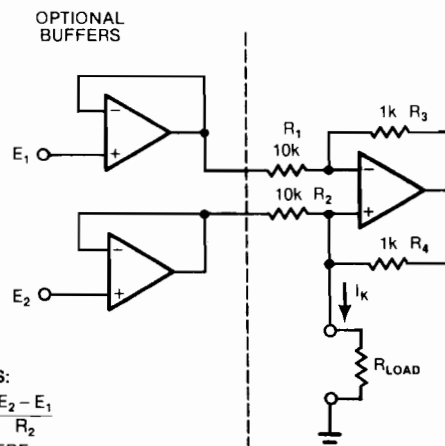 OPTIONAL
BUFFERS
E1
E2
R1
10k
10k R2
1k R3
1k R4
IK
RLOAD
S:
E2 – E1
R2